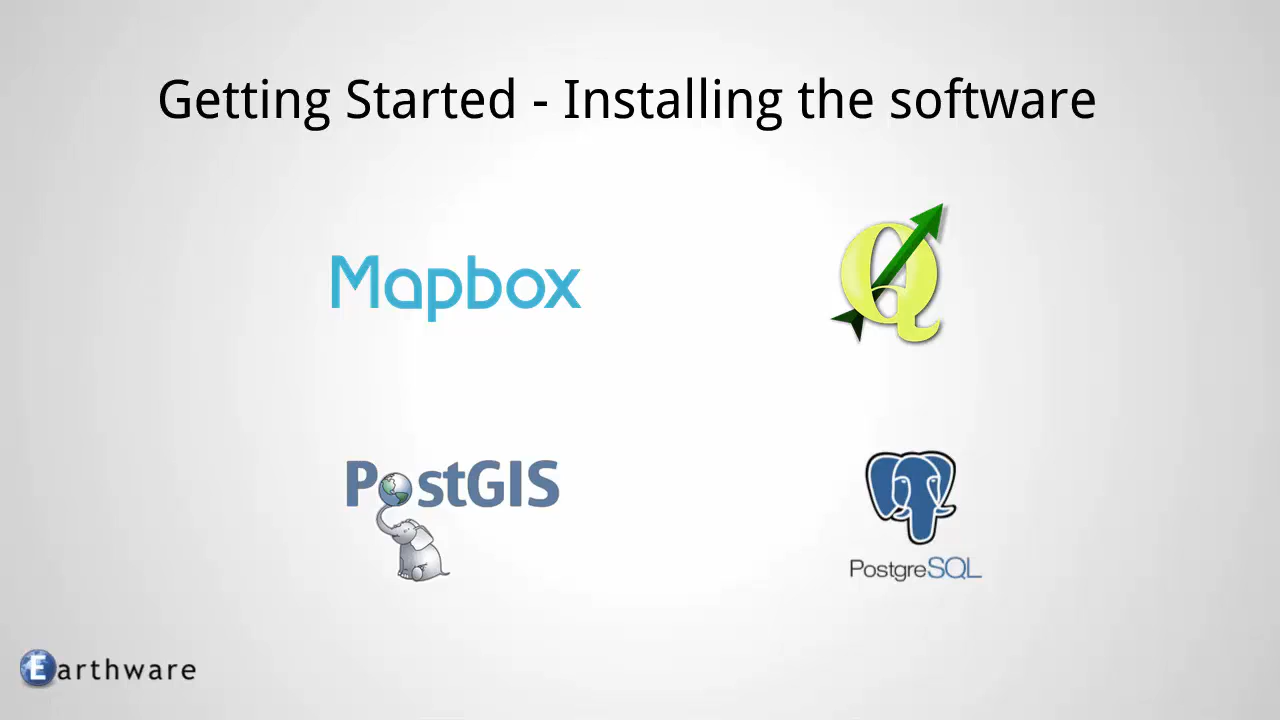 Getting Started - Installing the software
Mapbox
Q
PostGIS
PostgreSQL
Earthware